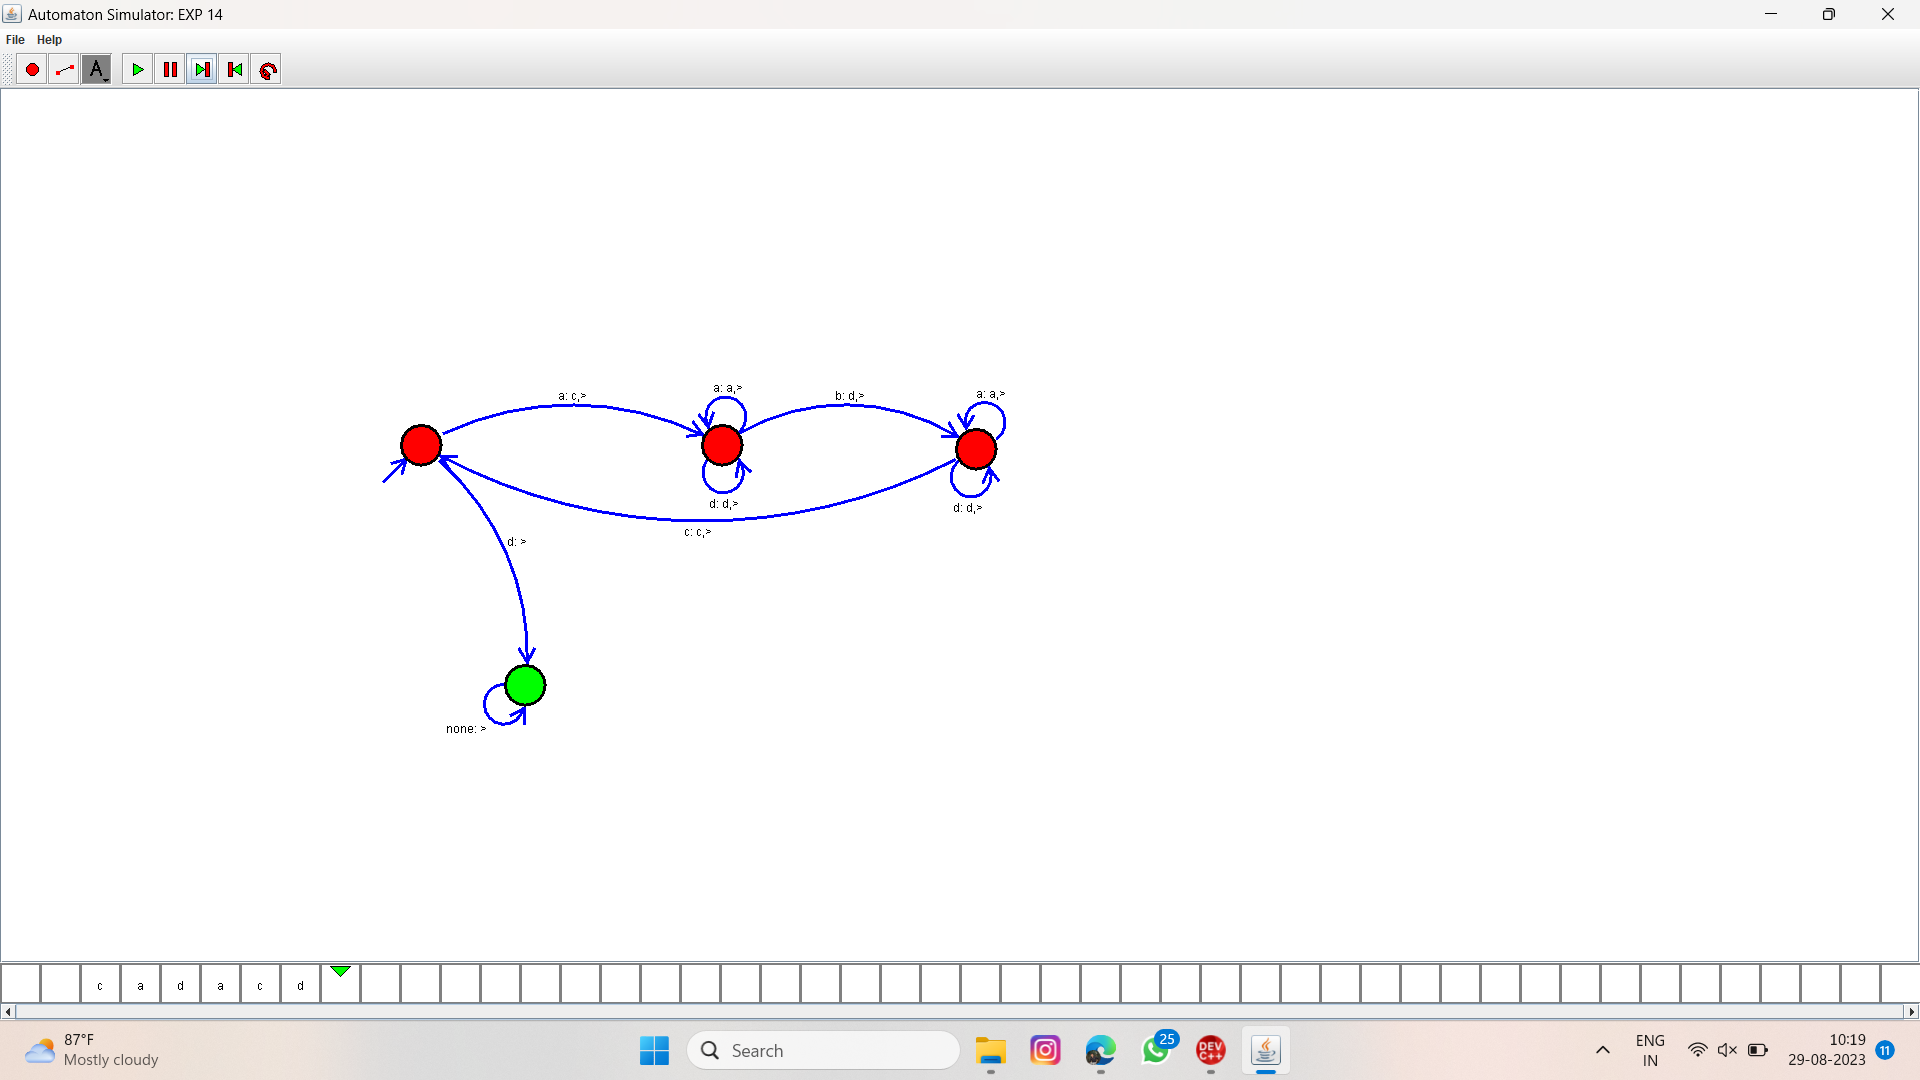 Automaton Simulator: EXP 14
File Help
A
a: a,>
a: c,>
b: d,>
a: a,>
d: d,>
d: d,>
c: c,>
d: >
none: >
c a d a c d
87°F
Mostly cloudy
Search
25
DEV
C++
ENG
IN
10:19
29-08-2023
11